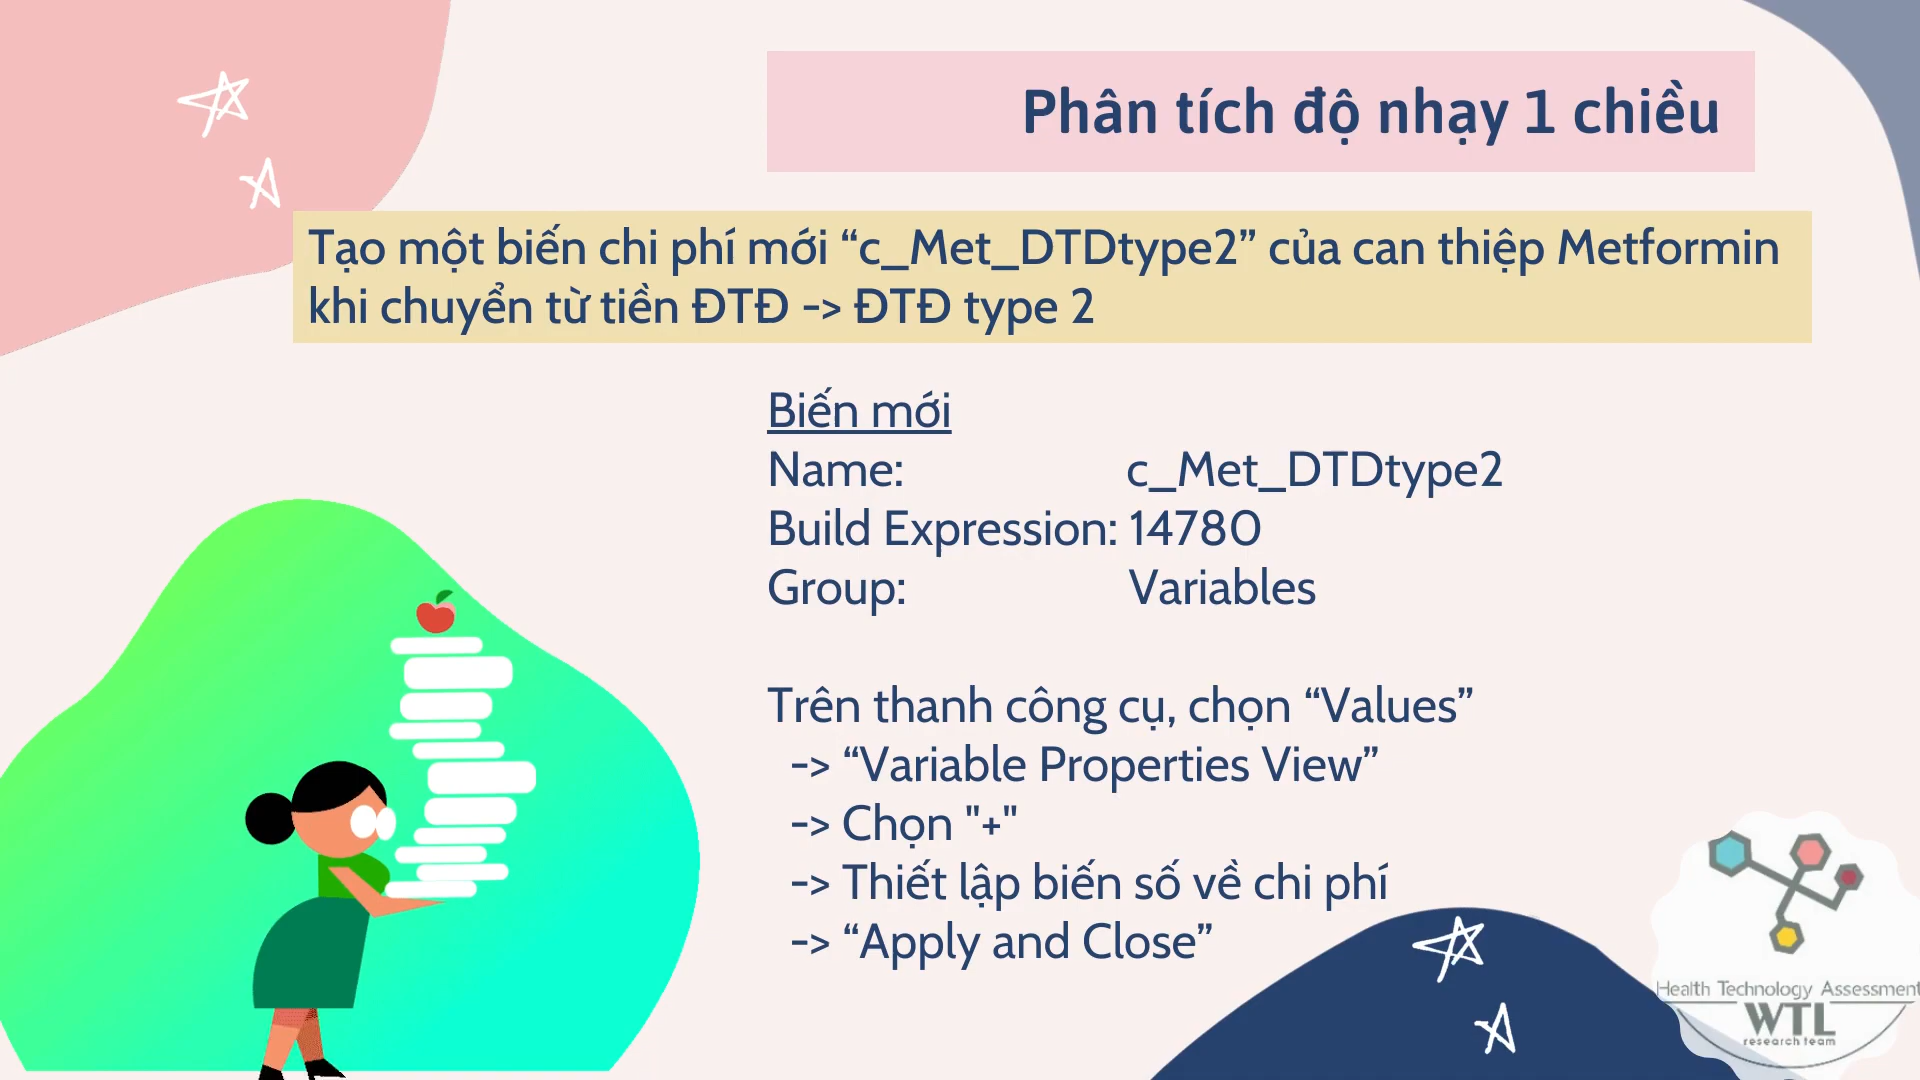 Phân tích độ nhạy 1 chiều
Tạo một biến chi phí mới “c_Met_DTDtype2” của can thiệp Metformin
khi chuyển từ tiền ĐTĐ -> ĐTĐ type 2
Biến mới
Name: c_Met_DTDtype2
Build Expression: 14780
Group: Variables
Trên thanh công cụ, chọn “Values”
-> “Variable Properties View”
-> Chọn "+"
-> Thiết lập biến số về chi phí
-> “Apply and Close”
Health Technology Assessment
WTL
research team